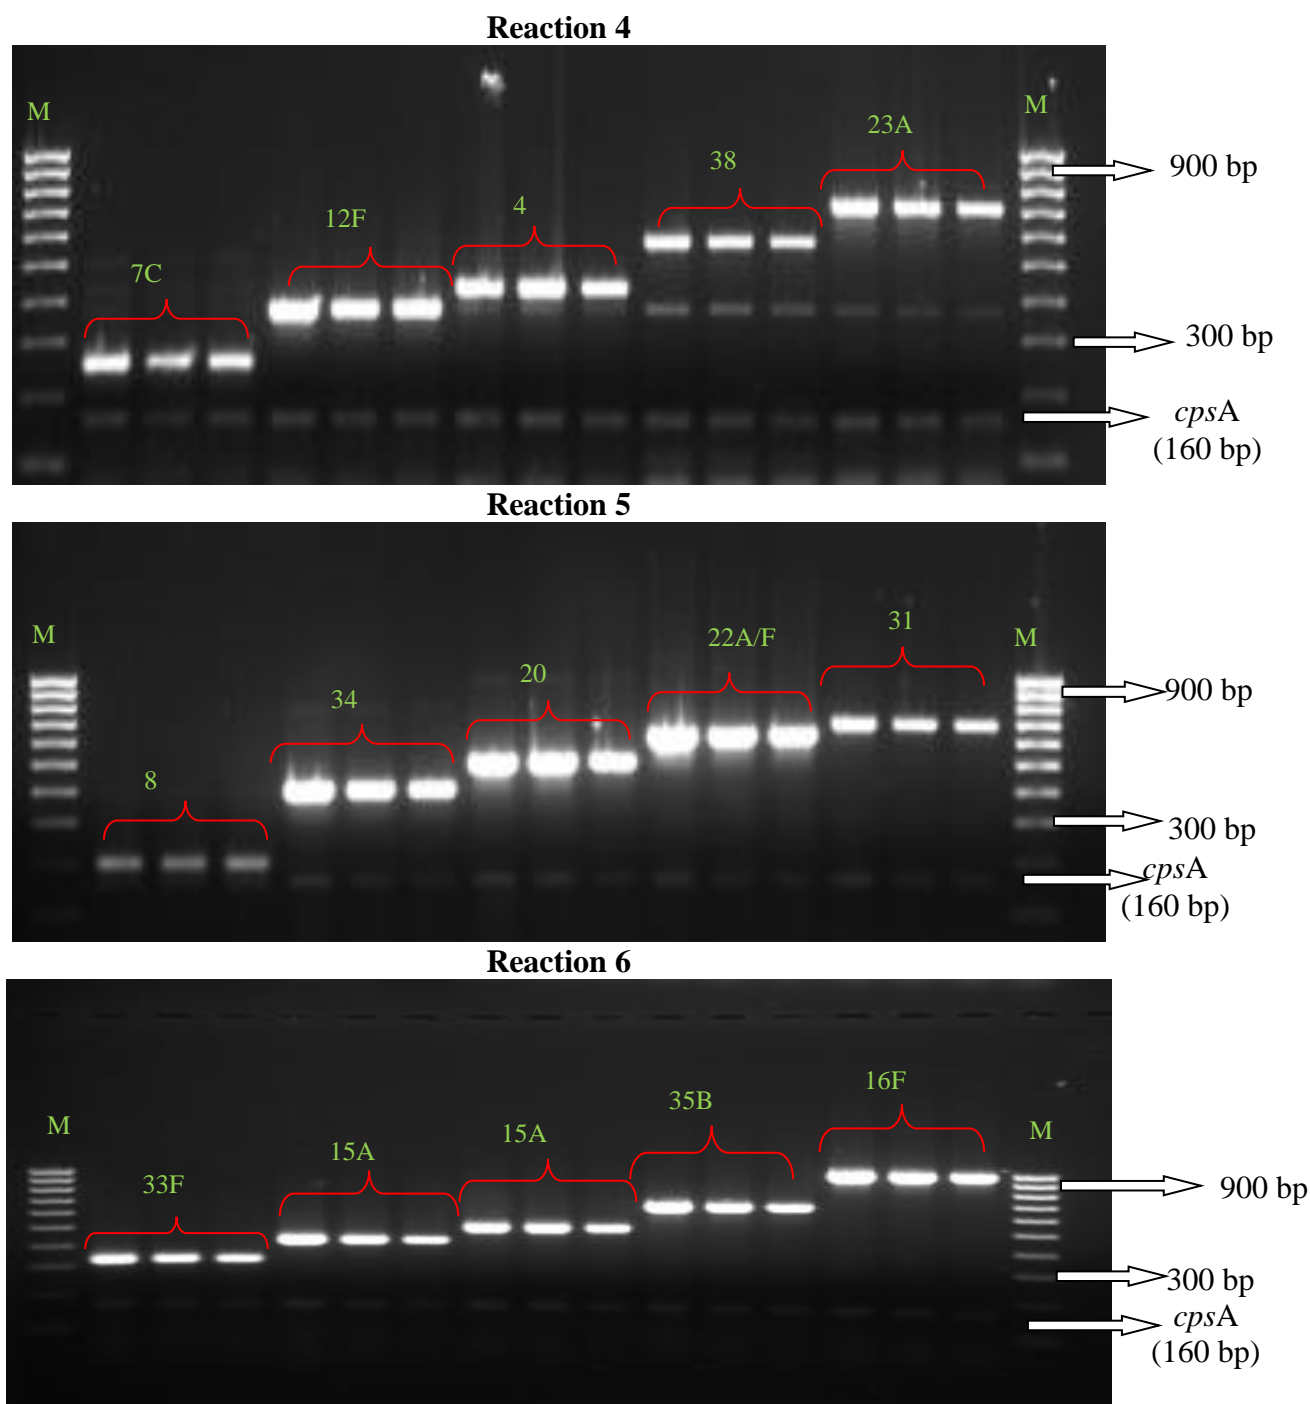 Reaction 4
M
7C
12F
4
38
23A
M
900 bp
300 bp
cpsA
(160 bp)
Reaction 5
M
8
34
20
22A/F
31
M
900 bp
300 bp
cpsA
(160 bp)
Reaction 6
M
33F
15A
15A
35B
16F
M
900 bp
300 bp
cpsA
(160 bp)